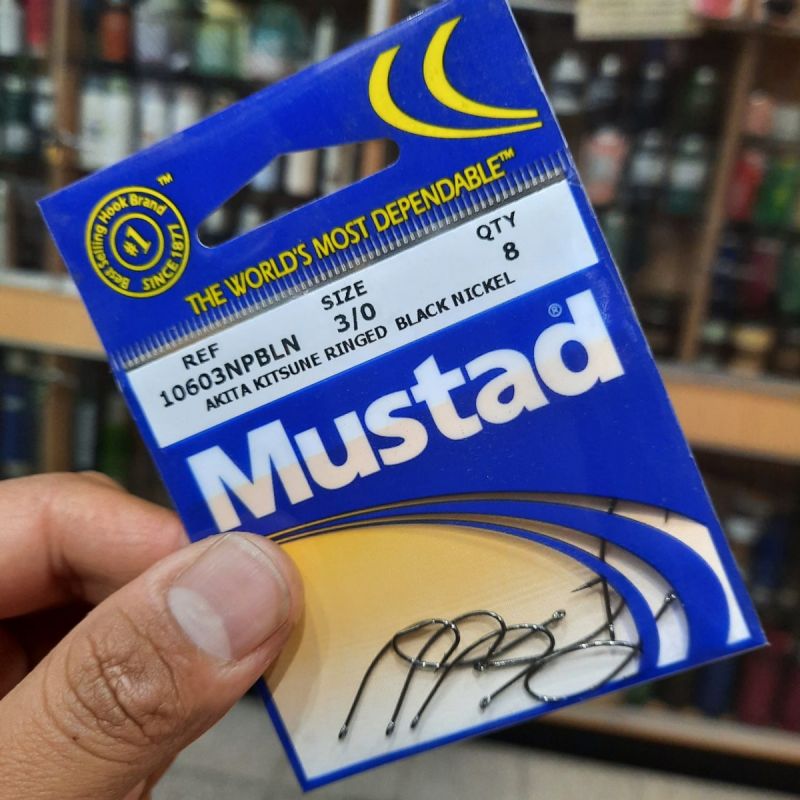 Best Selling Hook Brand
#1
SINCE 1877
™
THE WORLD'S MOST DEPENDABLE™
REF
SIZE
QTY
10603NPBLN
3/0
8
AKITA KITSUNE RINGED BLACK NICKEL
Mustad®